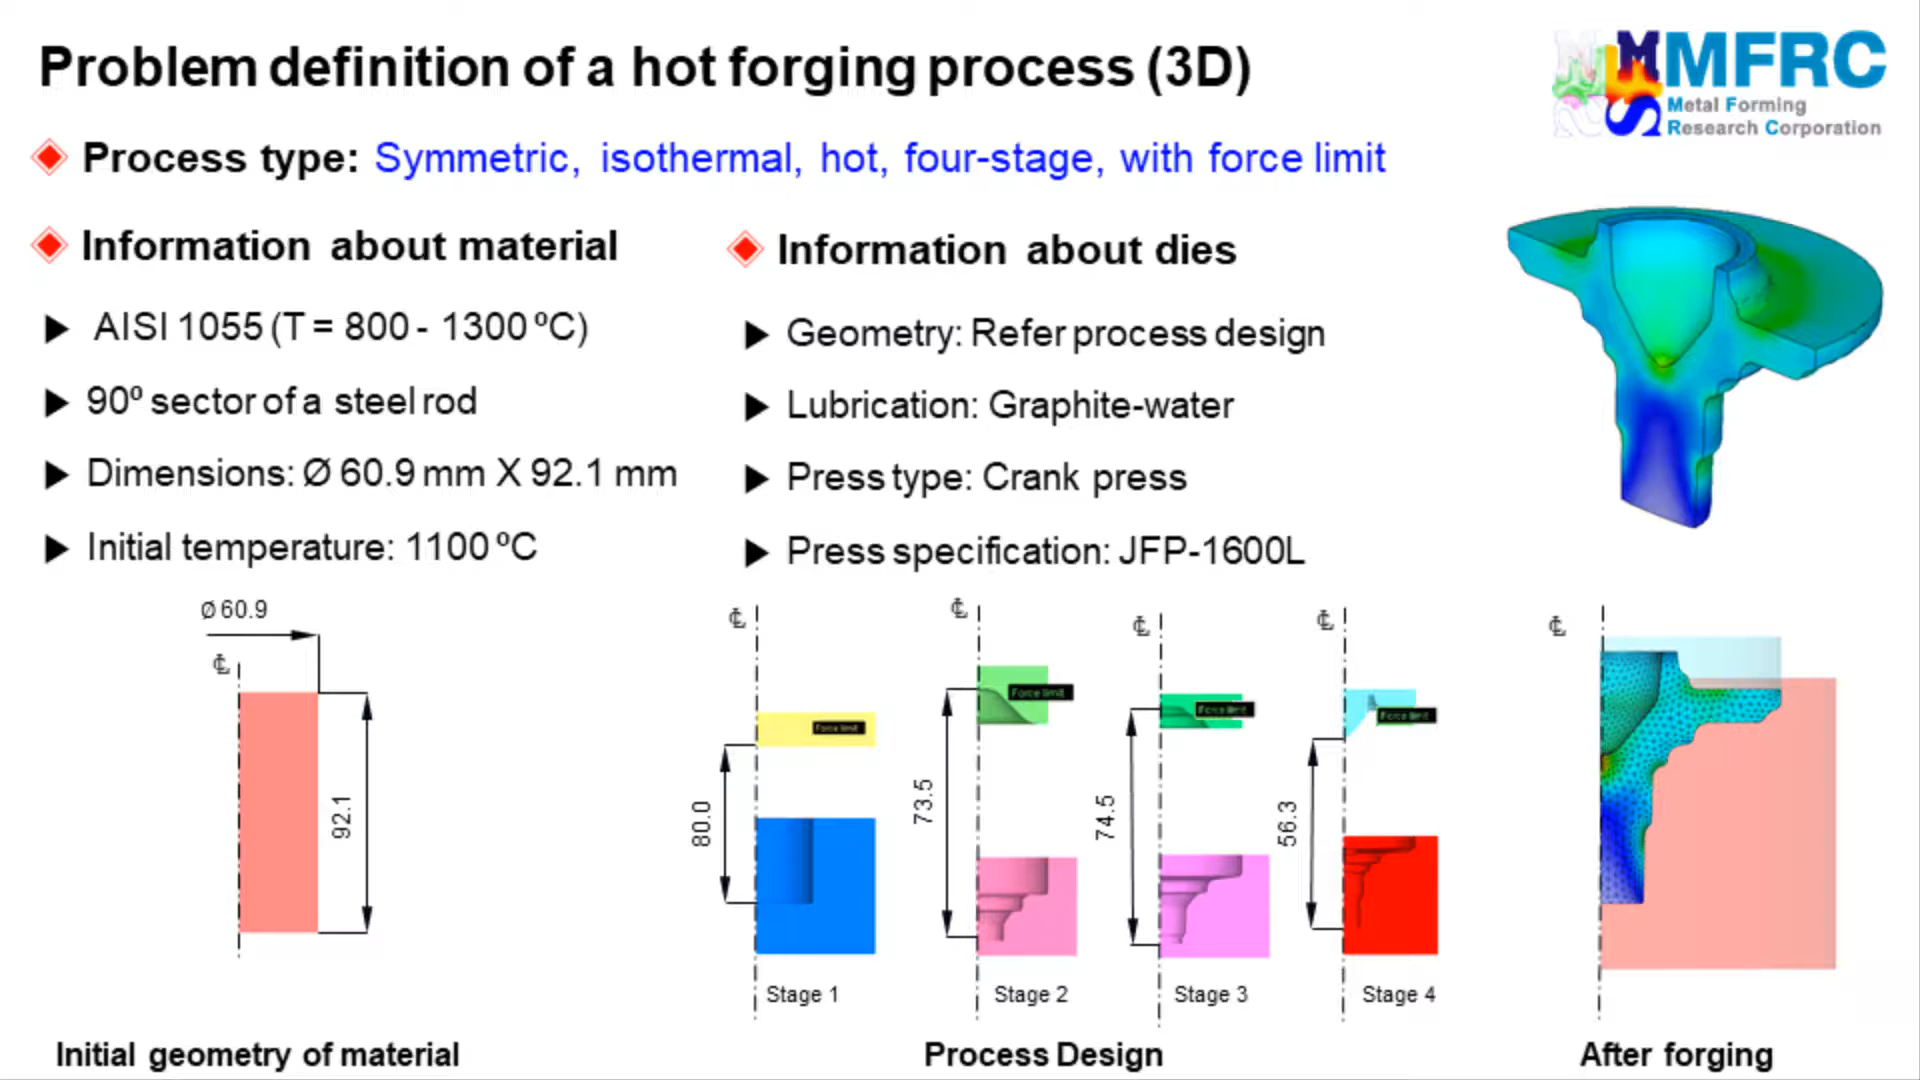 Problem definition of a hot forging process (3D)
MFRC
Metal Forming
Research Corporation
Process type: Symmetric, isothermal, hot, four-stage, with force limit
Information about material
AISI 1055 (T = 800 - 1300 ºC)
90º sector of a steel rod
Dimensions: Ø 60.9 mm X 92.1 mm
Initial temperature: 1100 ºC
Information about dies
Geometry: Refer process design
Lubrication: Graphite-water
Press type: Crank press
Press specification: JFP-1600L
Ø 60.9
℄
92.1
Initial geometry of material
℄
Force limit
80.0
Stage 1
℄
Force limit
73.5
Stage 2
℄
Force limit
74.5
Stage 3
℄
Force limit
56.3
Stage 4
Process Design
℄
After forging